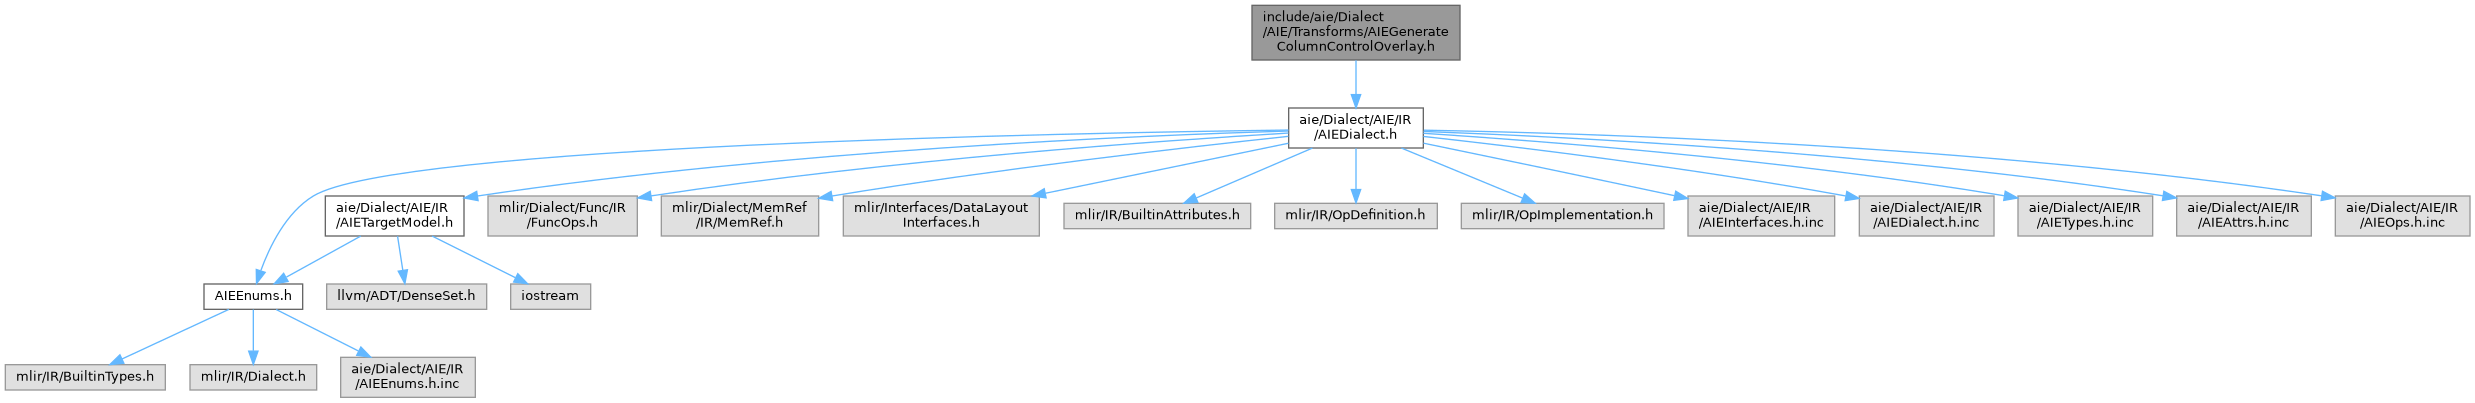 include/aie/Dialect
/AIE/Transforms/AIEGenerate
ColumnControlOverlay.h
aie/Dialect/AIE/IR
/AIEDialect.h
aie/Dialect/AIE/IR
/AIETargetModel.h
mlir/Dialect/Func/IR
/FuncOps.h
mlir/Dialect/MemRef
/IR/MemRef.h
mlir/Interfaces/DataLayout
Interfaces.h
mlir/IR/BuiltinAttributes.h
mlir/IR/OpDefinition.h
mlir/IR/OpImplementation.h
aie/Dialect/AIE/IR
/AIEInterfaces.h.inc
aie/Dialect/AIE/IR
/AIEDialect.h.inc
aie/Dialect/AIE/IR
/AIETypes.h.inc
aie/Dialect/AIE/IR
/AIEAttrs.h.inc
aie/Dialect/AIE/IR
/AIEOps.h.inc
AIEEnums.h
llvm/ADT/DenseSet.h
iostream
mlir/IR/BuiltinTypes.h
mlir/IR/Dialect.h
aie/Dialect/AIE/IR
/AIEEnums.h.inc